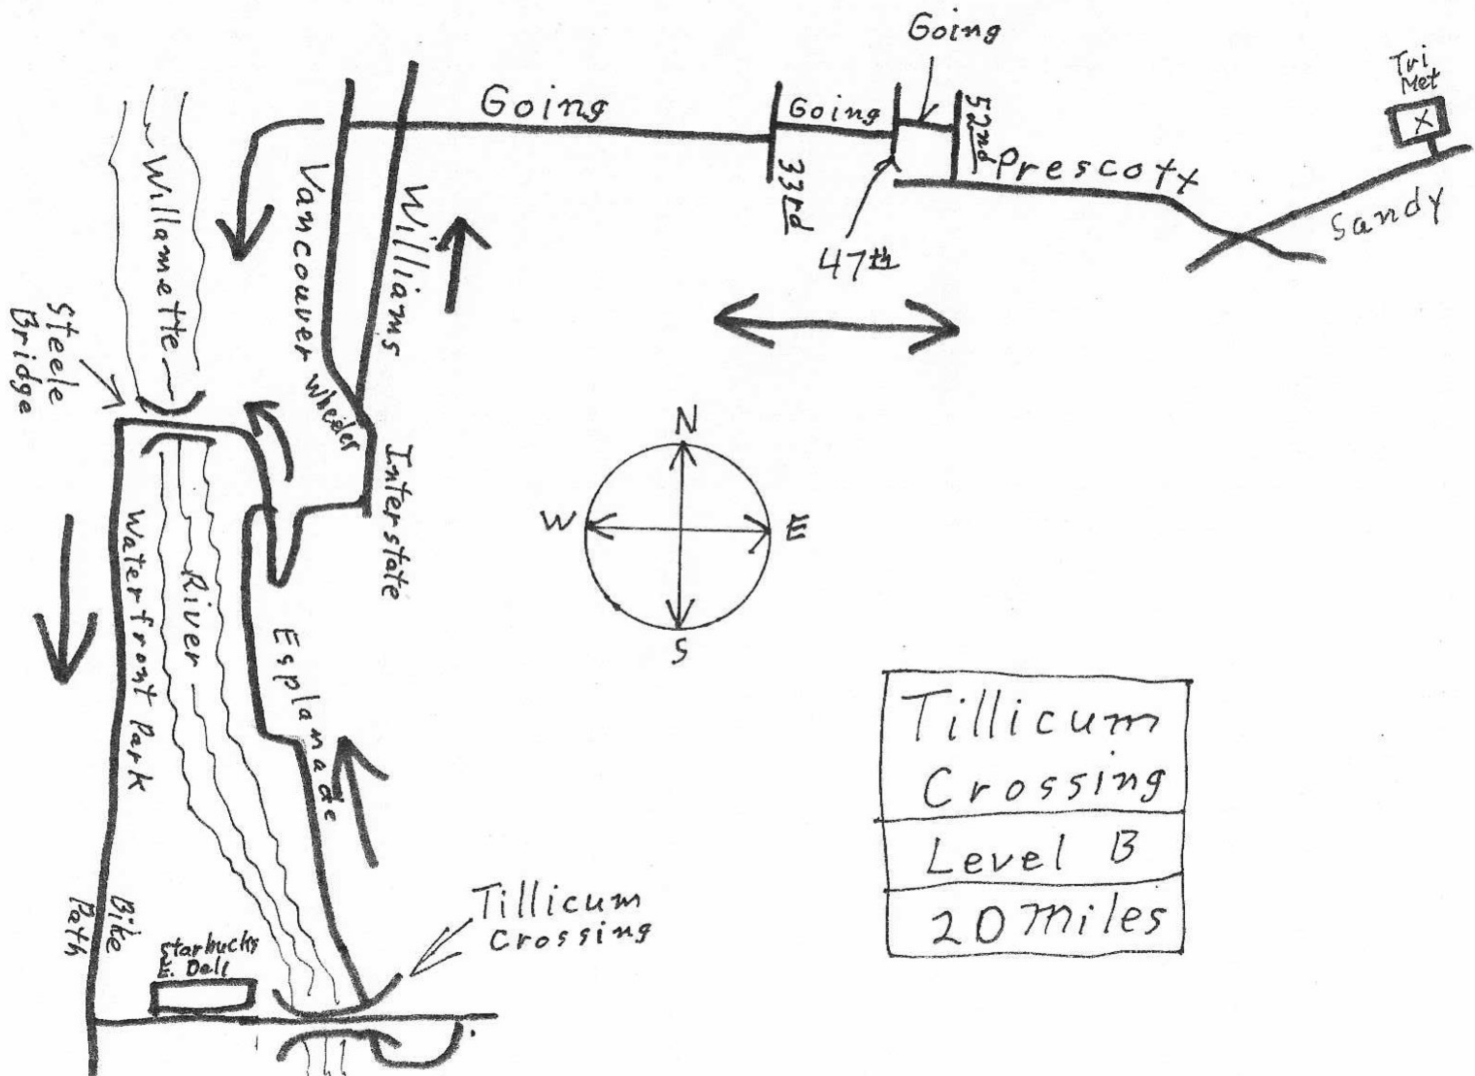 Going
Tri
Met
X
Going
Going
52nd
Prescott
33rd
47th
Sandy
Willamette
Vancouver
Williams
Steele
Bridge
Wheeler
Interstate
N
W
E
S
Waterfront Park
River
Esplanade
Tillicum
Crossing
Level B
20 miles
Bike
Path
Starbucks
Tillicum
Crossing